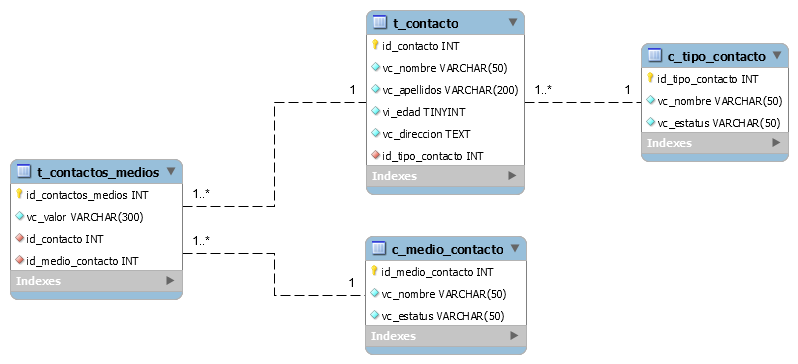 t_contacto
id_contacto INT
vc_nombre VARCHAR(50)
vc_apellidos VARCHAR(200)
vi_edad TINYINT
vc_direccion TEXT
id_tipo_contacto INT
Indexes
1
1..*
1
c_tipo_contacto
id_tipo_contacto INT
vc_nombre VARCHAR(50)
vc_estatus VARCHAR(50)
Indexes
t_contactos_medios
id_contactos_medios INT
vc_valor VARCHAR(300)
id_contacto INT
id_medio_contacto INT
Indexes
1..*
1..*
1
c_medio_contacto
id_medio_contacto INT
vc_nombre VARCHAR(50)
vc_estatus VARCHAR(50)
Indexes